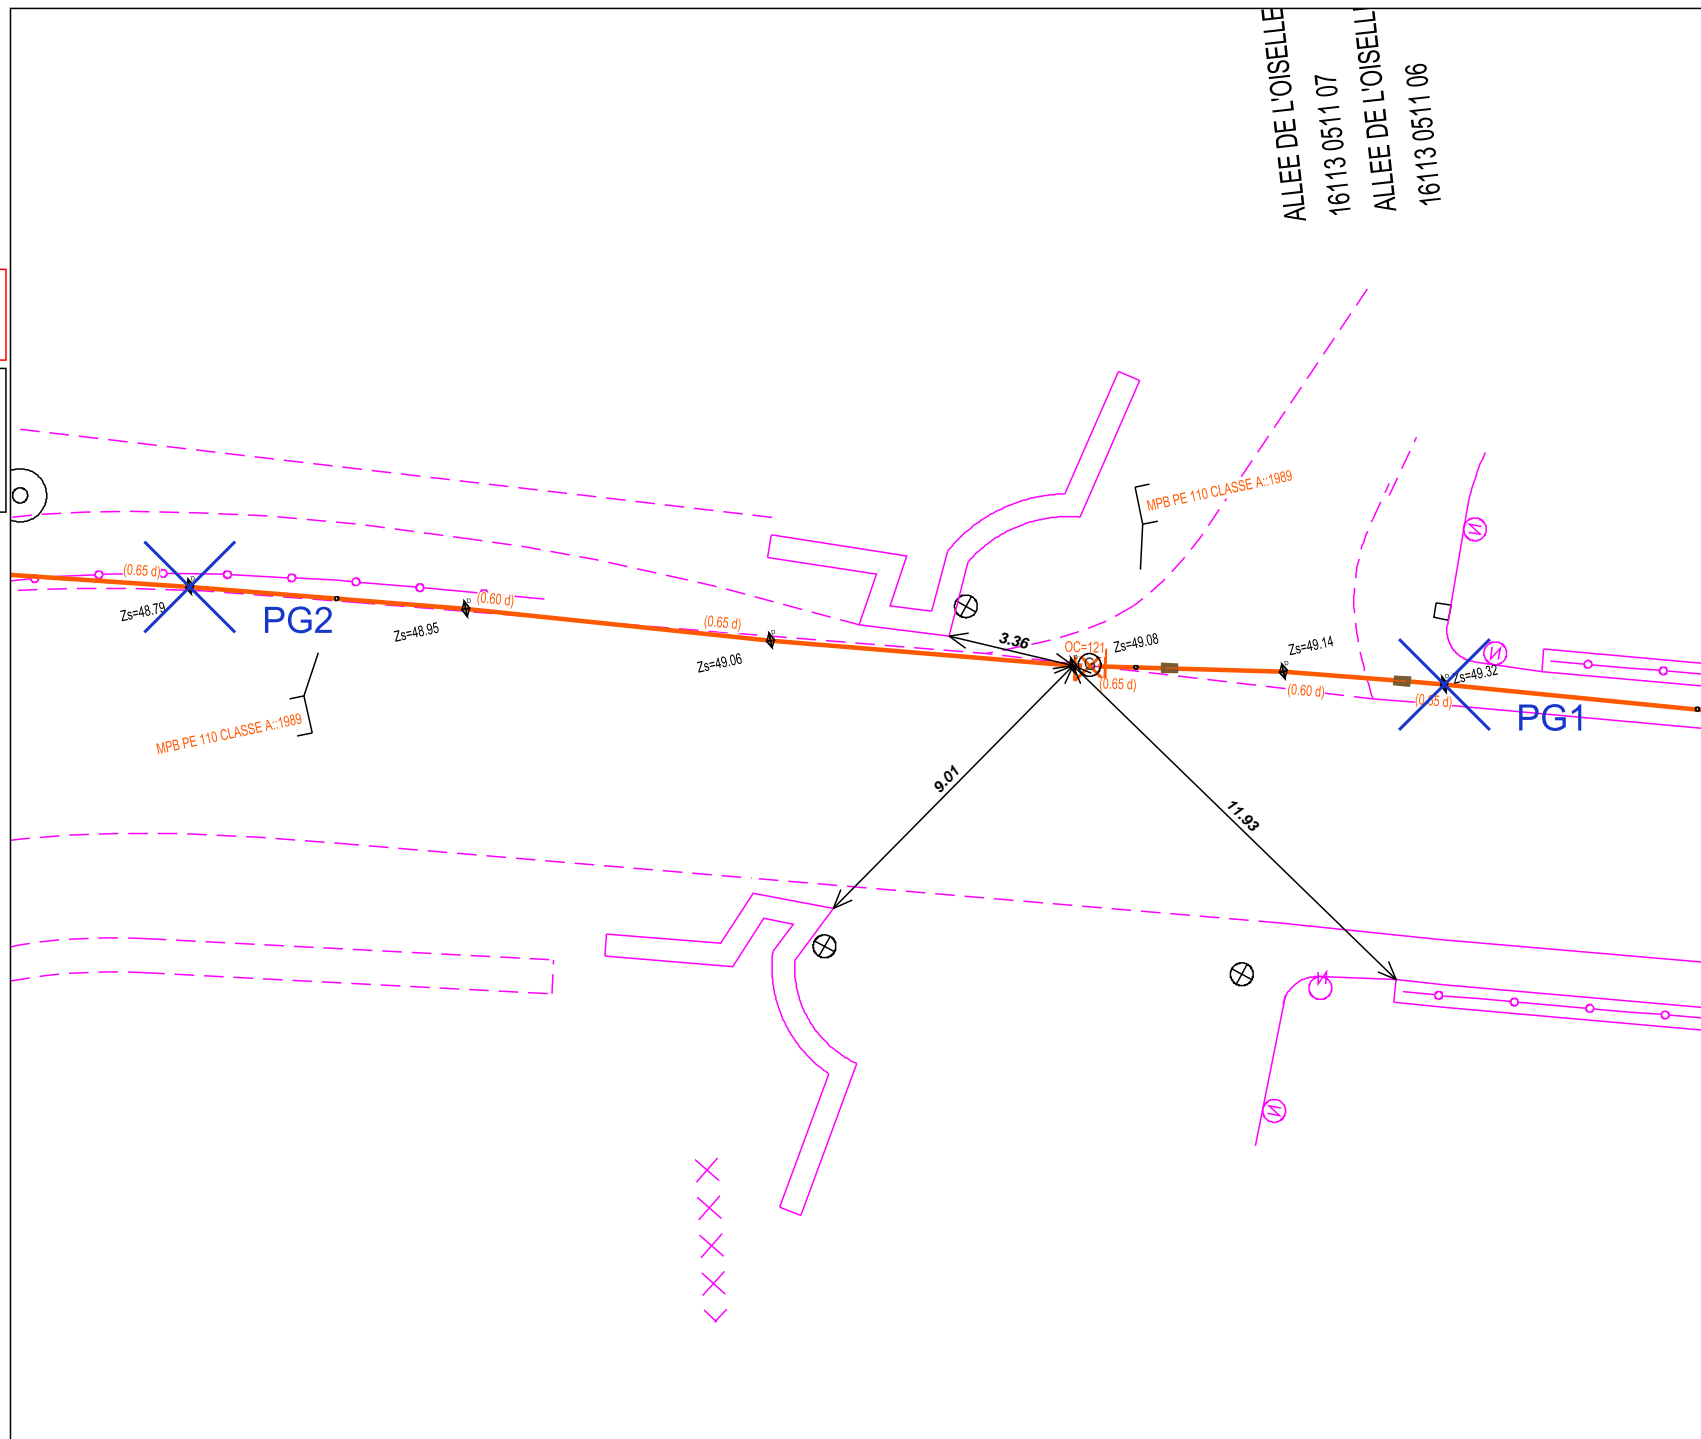 ALLEE DE L'OISELLE
16113 0511 07
ALLEE DE L'OISELL
16113 0511 06
MPB PE 110 CLASSE A::1989
(0.65 d)
Zs=48.79
PG2
(0.60 d)
Zs=48.95
(0.65 d)
Zs=49.06
3.36
OC=121
Zs=49.08
(0.65 d)
Zs=49.14
(0.60 d)
Zs=49.32
(0.65 d)
PG1
MPB PE 110 CLASSE A::1989
9.01
11.93